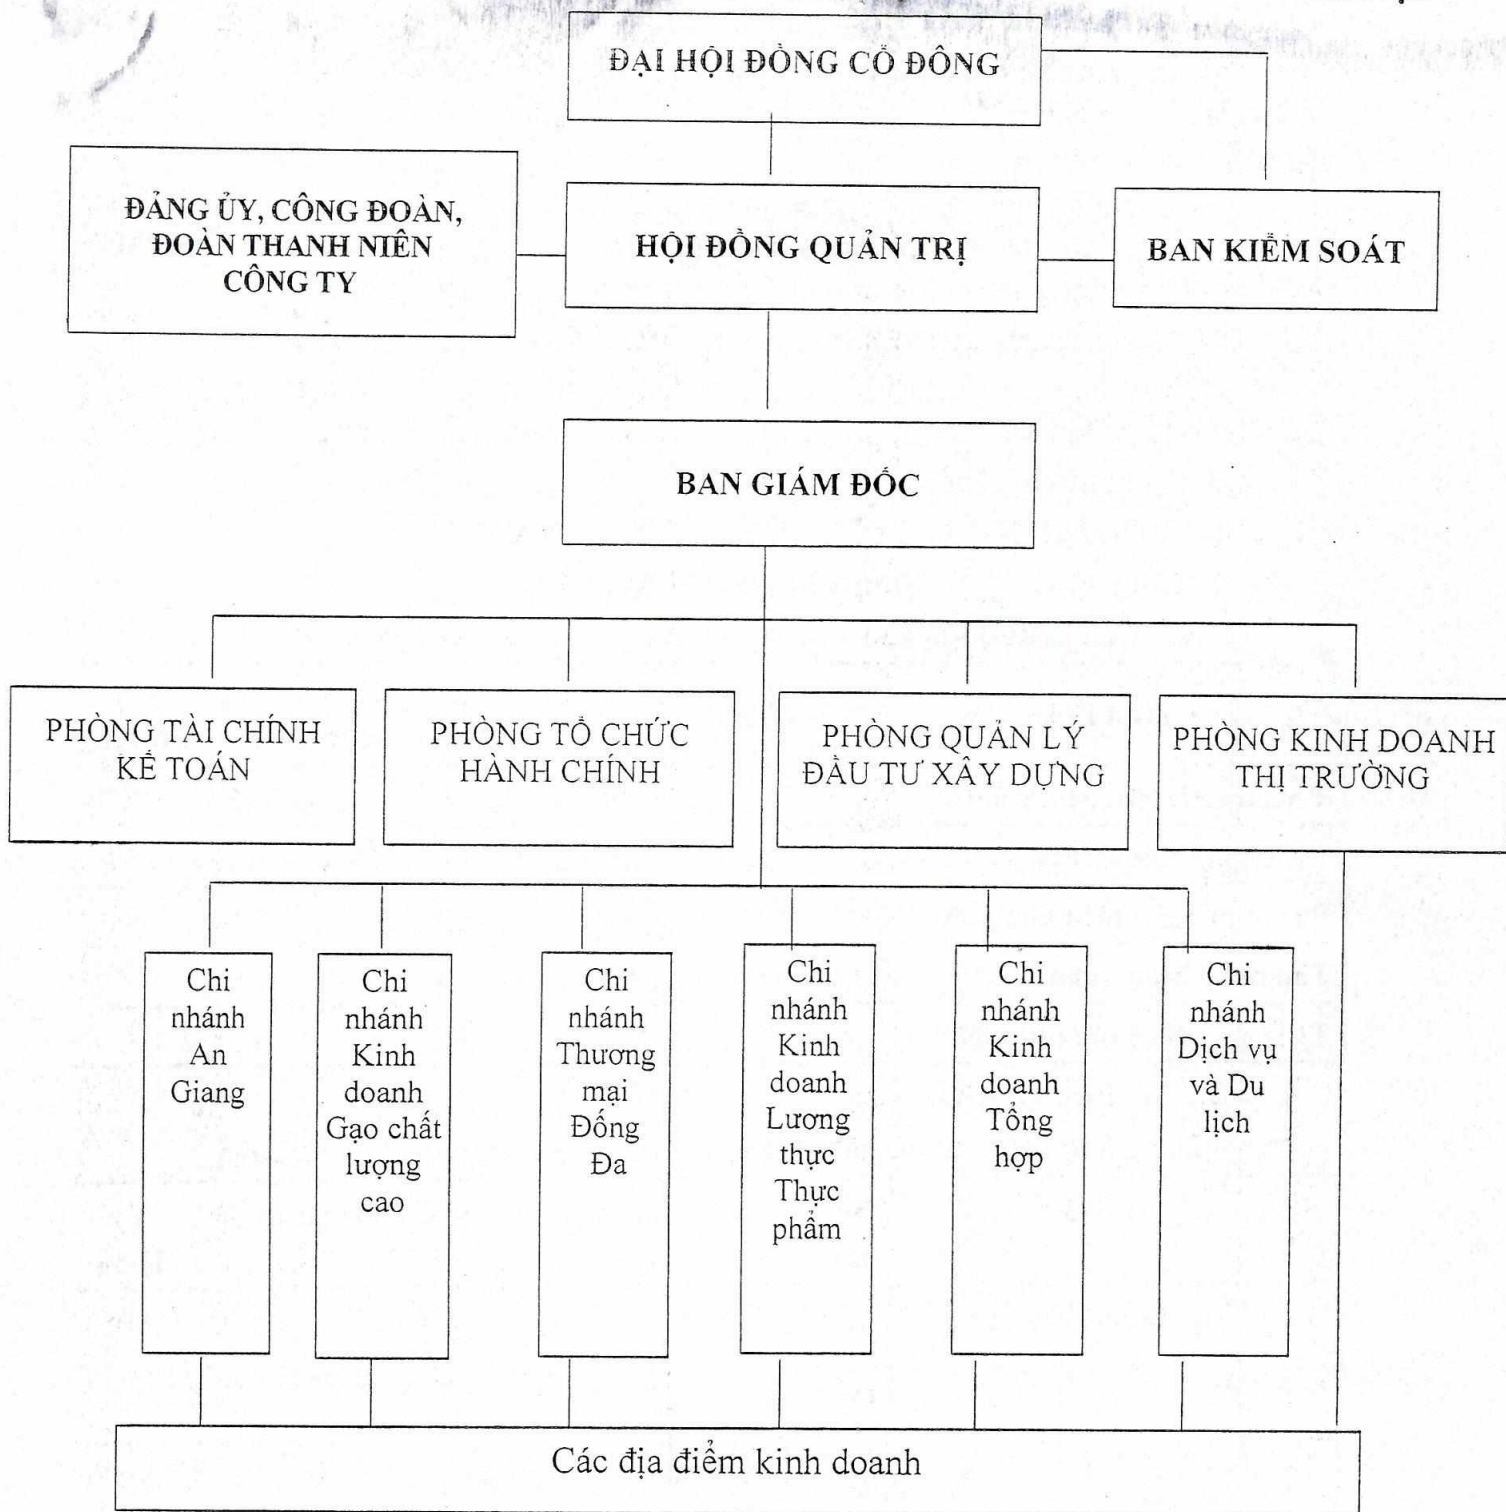 ĐẠI HỘI ĐỒNG CỔ ĐÔNG
ĐẢNG ỦY, CÔNG ĐOÀN,
ĐOÀN THANH NIÊN
CÔNG TY
HỘI ĐỒNG QUẢN TRỊ
BAN KIỂM SOÁT
BAN GIÁM ĐỐC
PHÒNG TÀI CHÍNH
KẾ TOÁN
PHÒNG TỔ CHỨC
HÀNH CHÍNH
PHÒNG QUẢN LÝ
ĐẦU TƯ XÂY DỰNG
PHÒNG KINH DOANH
THỊ TRƯỜNG
Chi
nhánh
An
Giang
Chi
nhánh
Kinh
doanh
Gạo chất
lượng
cao
Chi
nhánh
Thương
mại
Đống
Đa
Chi
nhánh
Kinh
doanh
Lương
thực
Thực
phẩm
Chi
nhánh
Kinh
doanh
Tổng
hợp
Chi
nhánh
Dịch vụ
và Du
lịch
Các địa điểm kinh doanh